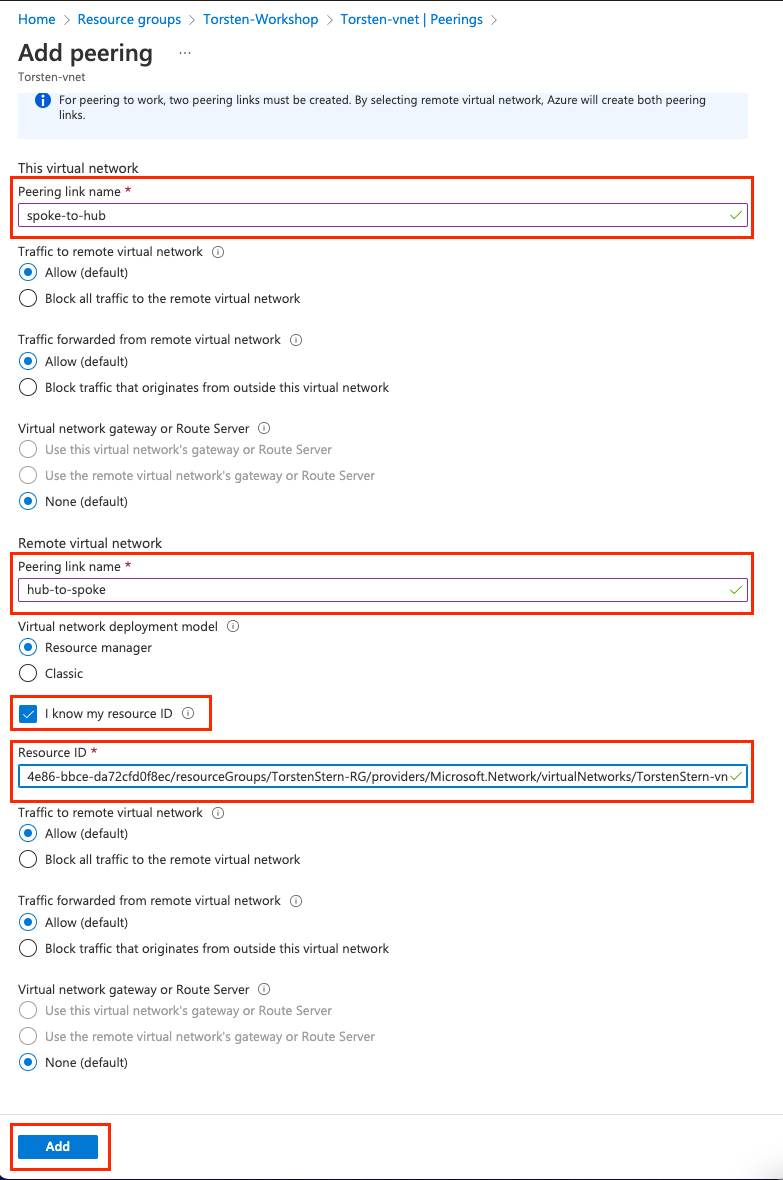 Home > Resource groups > Torsten-Workshop > Torsten-vnet | Peerings >
Add peering ...
Torsten-vnet
For peering to work, two peering links must be created. By selecting remote virtual network, Azure will create both peering
links.
This virtual network
Peering link name *
spoke-to-hub
Traffic to remote virtual network
Allow (default)
Block all traffic to the remote virtual network
Traffic forwarded from remote virtual network
Allow (default)
Block traffic that originates from outside this virtual network
Virtual network gateway or Route Server
Use this virtual network's gateway or Route Server
Use the remote virtual network's gateway or Route Server
None (default)
Remote virtual network
Peering link name *
hub-to-spoke
Virtual network deployment model
Resource manager
Classic
I know my resource ID
Resource ID *
4e86-bbce-da72cfd0f8ec/resourceGroups/TorstenStern-RG/providers/Microsoft.Network/virtualNetworks/TorstenStern-vn
Traffic to remote virtual network
Allow (default)
Block all traffic to the remote virtual network
Traffic forwarded from remote virtual network
Allow (default)
Block traffic that originates from outside this virtual network
Virtual network gateway or Route Server
Use this virtual network's gateway or Route Server
Use the remote virtual network's gateway or Route Server
None (default)
Add